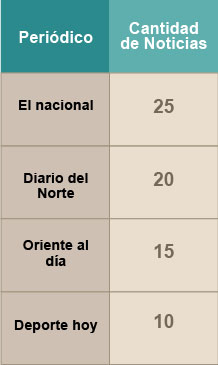 Periódico
Cantidad
de Noticias
El nacional
25
Diario del
Norte
20
Oriente al
día
15
Deporte hoy
10